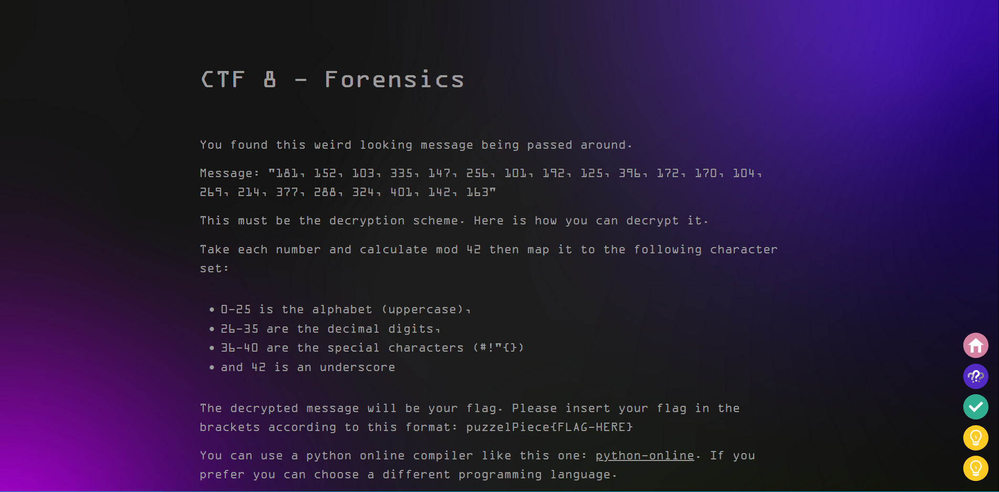 CTF 8 - Forensics
You found this weird looking message being passed around.
Message: "181, 152, 103, 335, 147, 256, 101, 192, 125, 396, 172, 170, 104,
269, 214, 377, 288, 324, 401, 142, 163"
This must be the decryption scheme. Here is how you can decrypt it.
Take each number and calculate mod 42 then map it to the following character
set:
• 0-25 is the alphabet (uppercase),
• 26-35 are the decimal digits,
• 36-40 are the special characters (#!"{})
• and 42 is an underscore
The decrypted message will be your flag. Please insert your flag in the
brackets according to this format: puzzelPiece{FLAG-HERE}
You can use a python online compiler like this one: python-online. If you
prefer you can choose a different programming language.